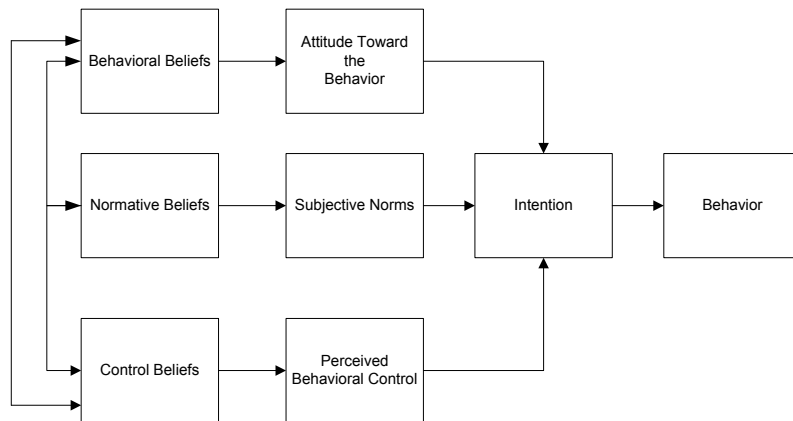 Behavioral Beliefs
Attitude Toward
the
Behavior
Normative Beliefs
Subjective Norms
Intention
Behavior
Control Beliefs
Perceived
Behavioral Control